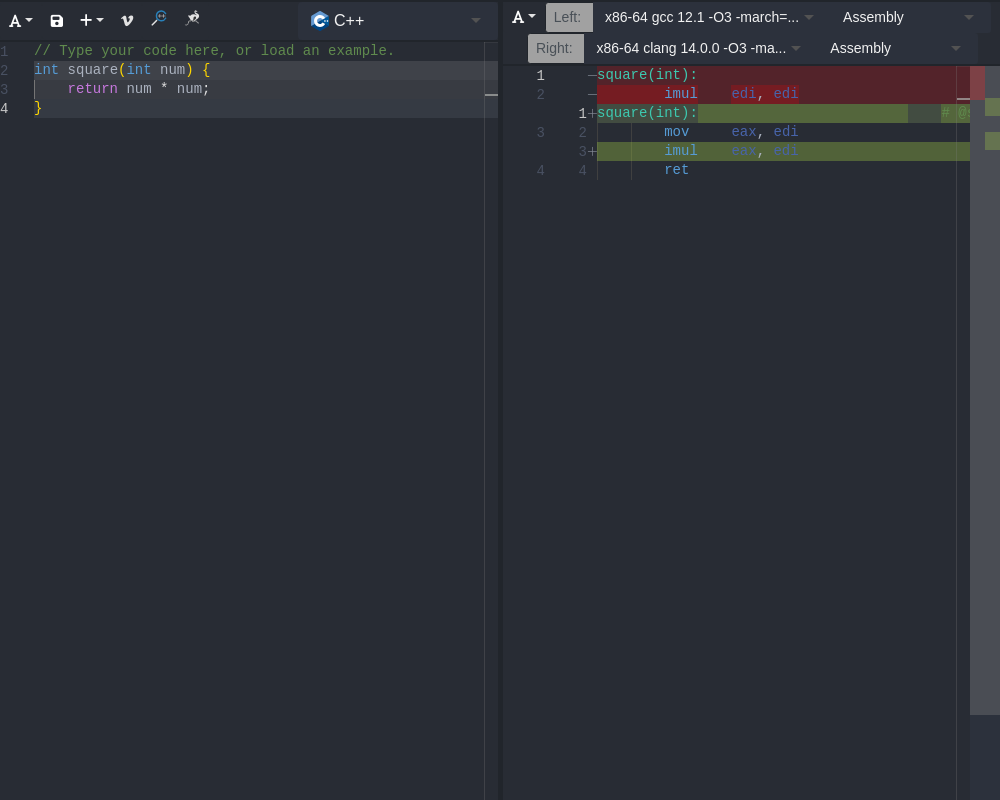 A
C++
1 // Type your code here, or load an example.
2 int square(int num) {
3     return num * num;
4 }
A Left: x86-64 gcc 12.1 -O3 -march=... Assembly
Right: x86-64 clang 14.0.0 -O3 -ma... Assembly
1 —square(int):
2 —        imul    edi, edi
1+square(int):                             # @s
3 2         mov     eax, edi
3+        imul    eax, edi
4 4         ret